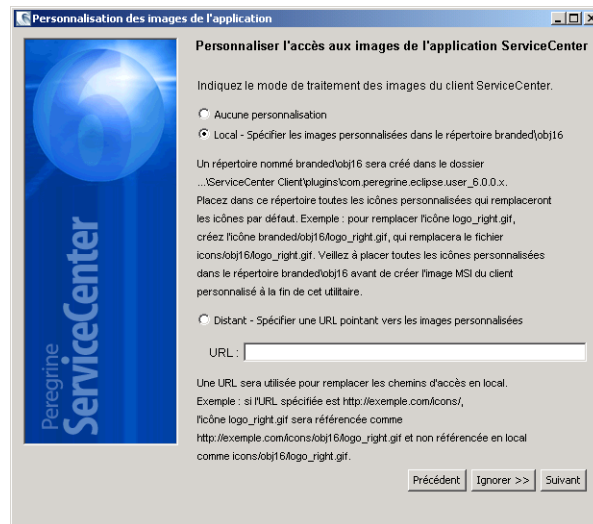 Personnalisation des images de l'application
Personnaliser l'accès aux images de l'application ServiceCenter
Indiquez le mode de traitement des images du client ServiceCenter.
Aucune personnalisation
Local - Spécifier les images personnalisées dans le répertoire branded\obj16
Un répertoire nommé branded\obj16 sera créé dans le dossier
...\ServiceCenter Client\plugins\com.peregrine.eclipse.user_6.0.0.x.
Placez dans ce répertoire toutes les icônes personnalisées qui remplaceront
les icônes par défaut. Exemple : pour remplacer l'icône logo_right.gif,
créez l'icône branded/obj16/logo_right.gif, qui remplacera le fichier
icons/obj16/logo_right.gif. Veillez à placer toutes les icônes personnalisées
dans le répertoire branded\obj16 avant de créer l'image MSI du client
personnalisé à la fin de cet utilitaire.
Distant - Spécifier une URL pointant vers les images personnalisées
URL :
Une URL sera utilisée pour remplacer les chemins d'accès en local.
Exemple : si l'URL spécifiée est http://exemple.com/icons/,
l'icône logo_right.gif sera référencée comme
http://exemple.com/icons/obj16/logo_right.gif et non référencée en local
comme icons/obj16/logo_right.gif.
Précédent Ignorer >> Suivant
6
Peregrine
ServiceCenter